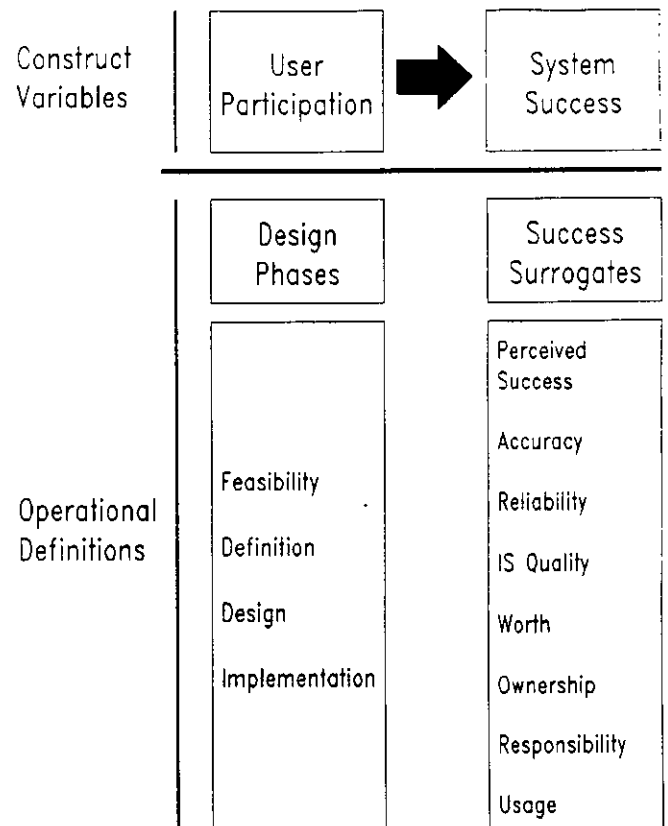 Construct
Variables
User
Participation
System
Success
Operational
Definitions
Design
Phases
Feasibility
Definition
Design
Implementation
Success
Surrogates
Perceived
Success
Accuracy
Reliability
IS Quality
Worth
Ownership
Responsibility
Usage